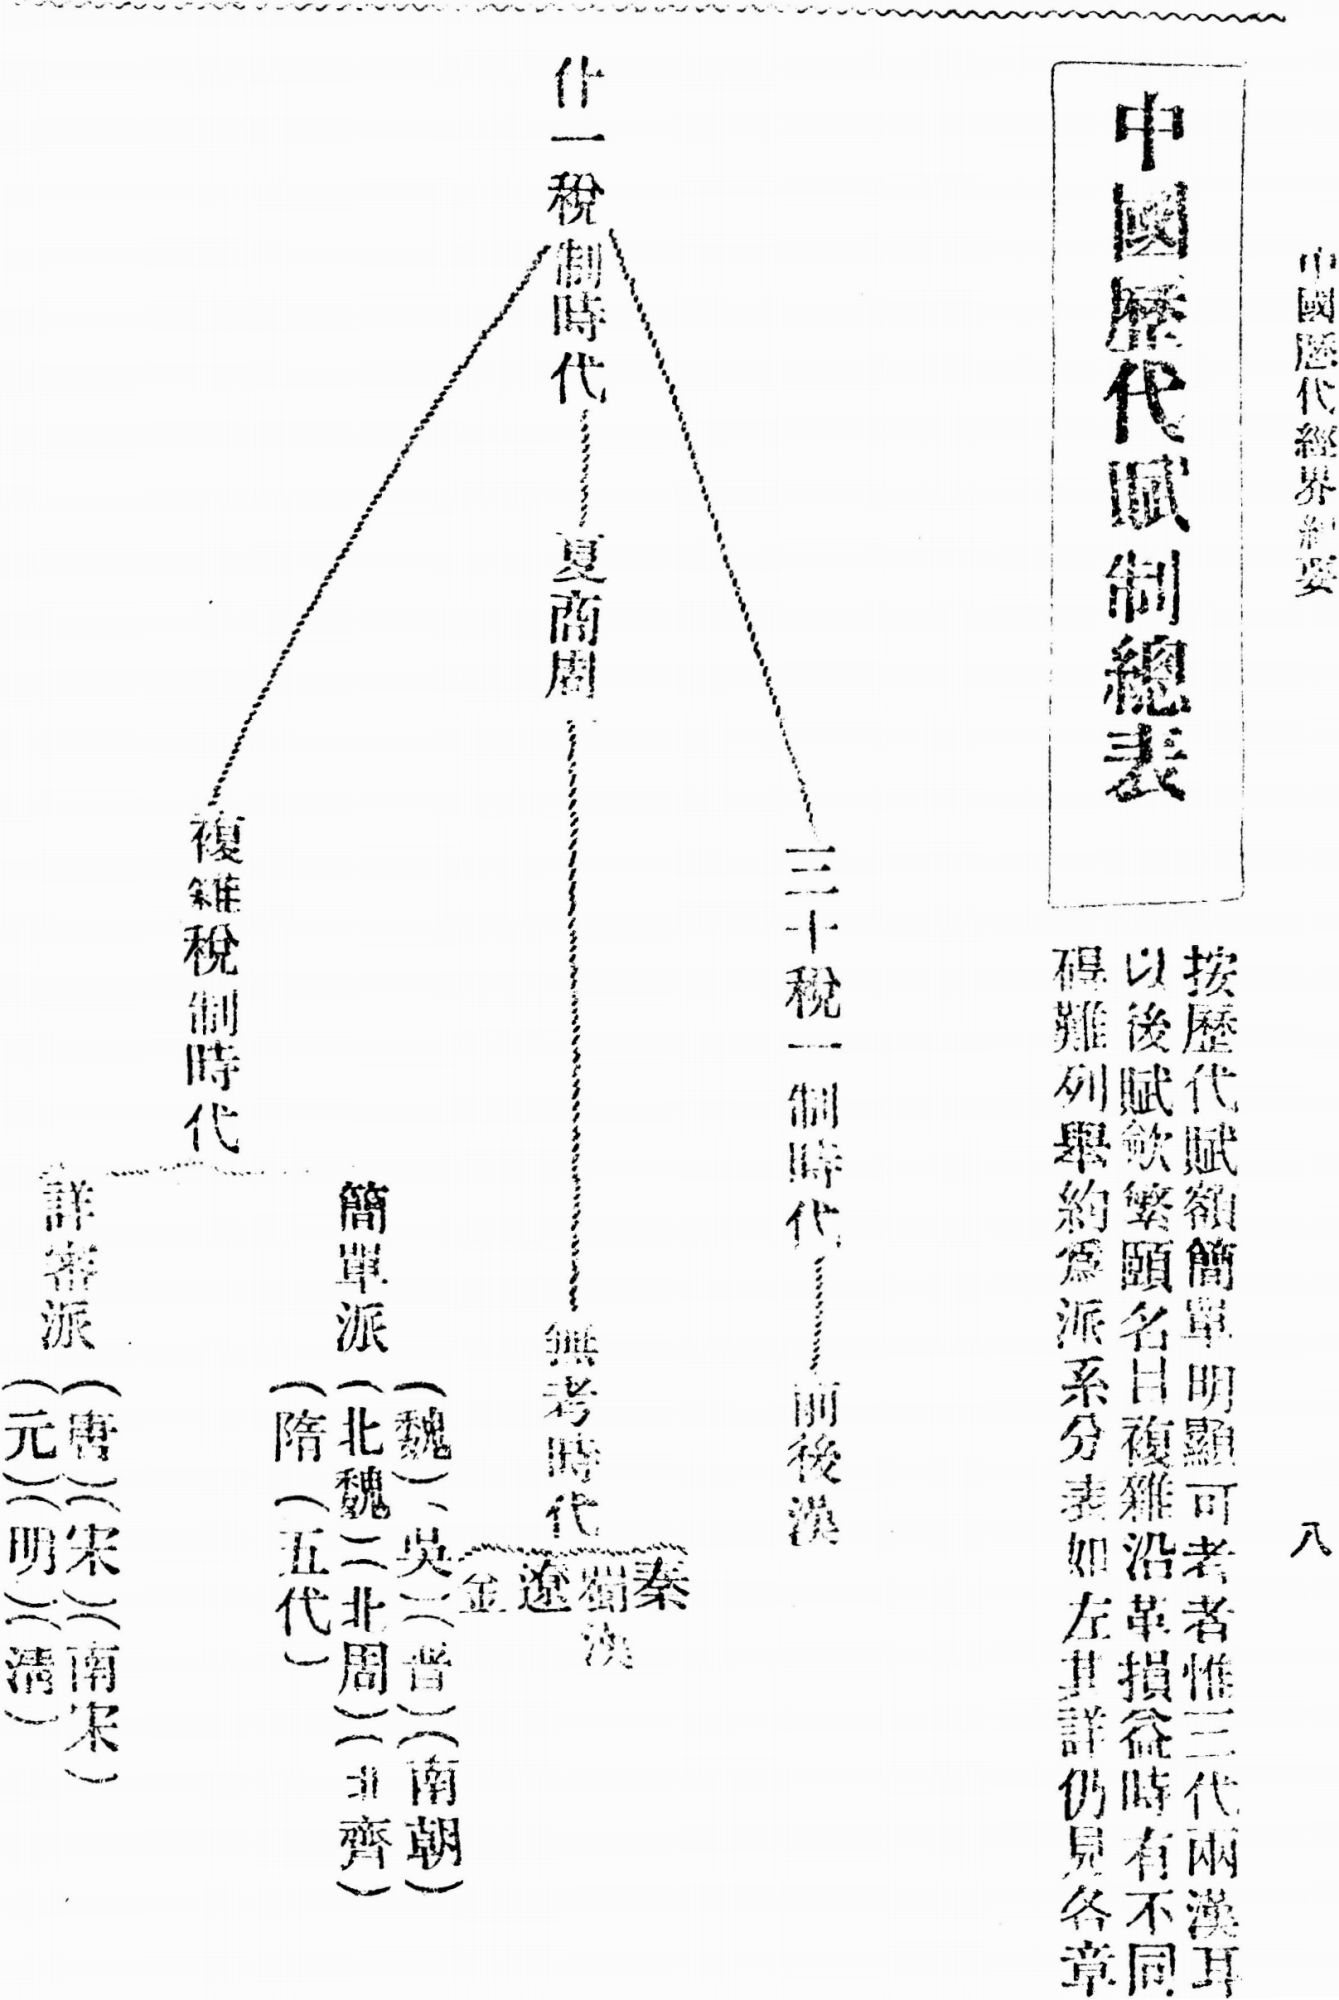 中國歷代經界紀要
八
中國歷代賦制總表
按歷代賦額簡單明顯可考者惟三代兩漢耳
以後賦歛繁賾名目複雜沿革損益時有不同
礙難列舉約爲派系分表如左其詳仍見各章
什一稅制時代
夏商周
三十稅一制時代
前後漢
無考時代
秦
蜀漢
遼
金
複雜稅制時代
簡單派
(魏)、吳)(晉)(南朝)
(北魏)(北周)(北齊)
(隋)(五代)
詳審派
(唐)(宋)(南宋)
(元)(明)(清)